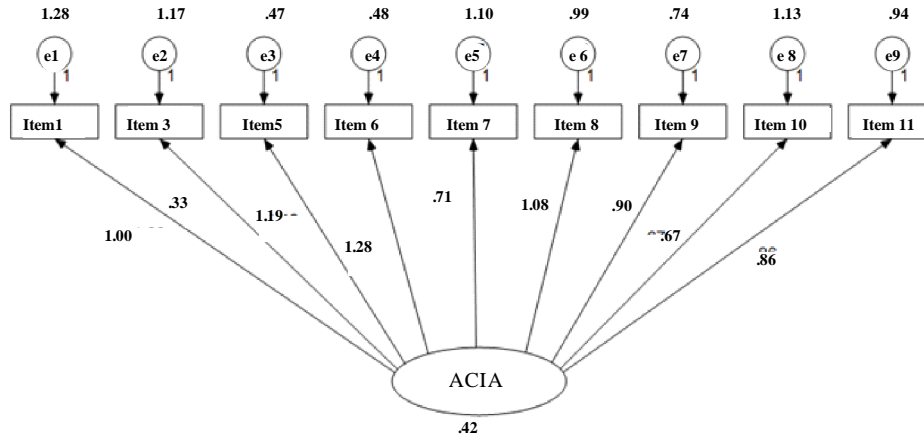 1.28 1.17 .47 .48 1.10 .99 .74 1.13 .94
e1 e2 e3 e4 e5 e 6 e7 e 8 e9
1 1 1 1 1 1 1 1 1
Item1 Item 3 Item5 Item 6 Item 7 Item 8 Item 9 Item 10 Item 11
.33 .71 1.08 .90
1.19
1.00 .67
1.28
.86
ACIA
.42